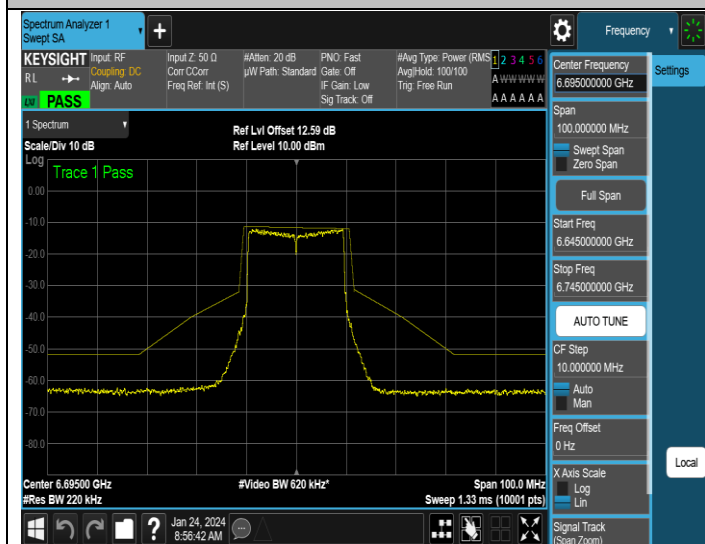 Spectrum Analyzer 1
Swept SA
Frequency
KEYSIGHT
RL
LXI PASS
Input: RF
Coupling: DC
Align: Auto
Input Z: 50 Ω
Corr CCorr
Freq Ref: Int (S)
#Atten: 20 dB
µW Path: Standard
PNO: Fast
Gate: Off
IF Gain: Low
Sig Track: Off
#Avg Type: Power (RMS
Avg|Hold: 100/100
Trig: Free Run
1 2 3 4 5 6
A W W W W W
A A A A A A
1 Spectrum
Scale/Div 10 dB
Ref Lvl Offset 12.59 dB
Ref Level 10.00 dBm
Log
Trace 1 Pass
0.00
-10.0
-20.0
-30.0
-40.0
-50.0
-60.0
-70.0
-80.0
Center 6.69500 GHz
#Res BW 220 kHz
#Video BW 620 kHz*
Span 100.0 MHz
Sweep 1.33 ms (10001 pts)
Jan 24, 2024
8:56:42 AM
Center Frequency
6.695000000 GHz
Span
100.000000 MHz
Swept Span
Zero Span
Full Span
Start Freq
6.645000000 GHz
Stop Freq
6.745000000 GHz
AUTO TUNE
CF Step
10.000000 MHz
Auto
Man
Freq Offset
0 Hz
X Axis Scale
Log
Lin
Signal Track
(Span Zoom)
Settings
Local